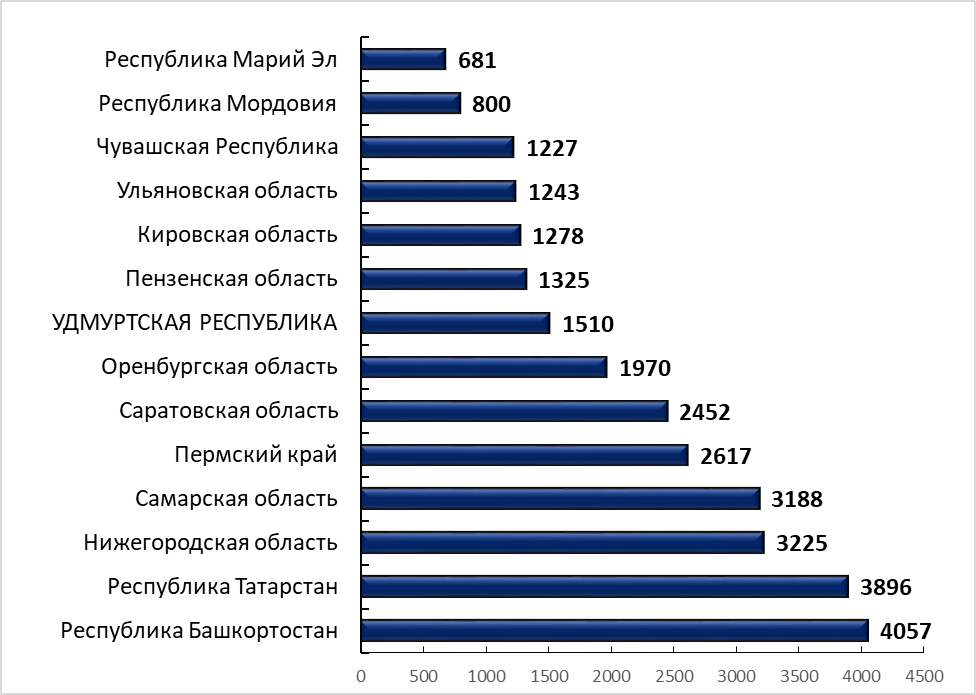 Республика Марий Эл 681
Республика Мордовия 800
Чувашская Республика 1227
Ульяновская область 1243
Кировская область 1278
Пензенская область 1325
УДМУРТСКАЯ РЕСПУБЛИКА 1510
Оренбургская область 1970
Саратовская область 2452
Пермский край 2617
Самарская область 3188
Нижегородская область 3225
Республика Татарстан 3896
Республика Башкортостан 4057
0 500 1000 1500 2000 2500 3000 3500 4000 4500